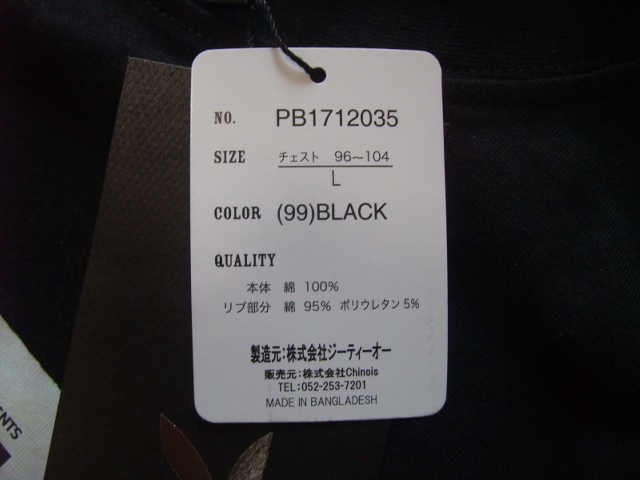 NO. PB1712035
SIZE チェスト 96~104
L
COLOR (99)BLACK
QUALITY
本体 綿 100%
リブ部分 綿 95% ポリウレタン 5%
製造元:株式会社ジーティーオー
販売元:株式会社Chinois
TEL:052-253-7201
MADE IN BANGLADESH